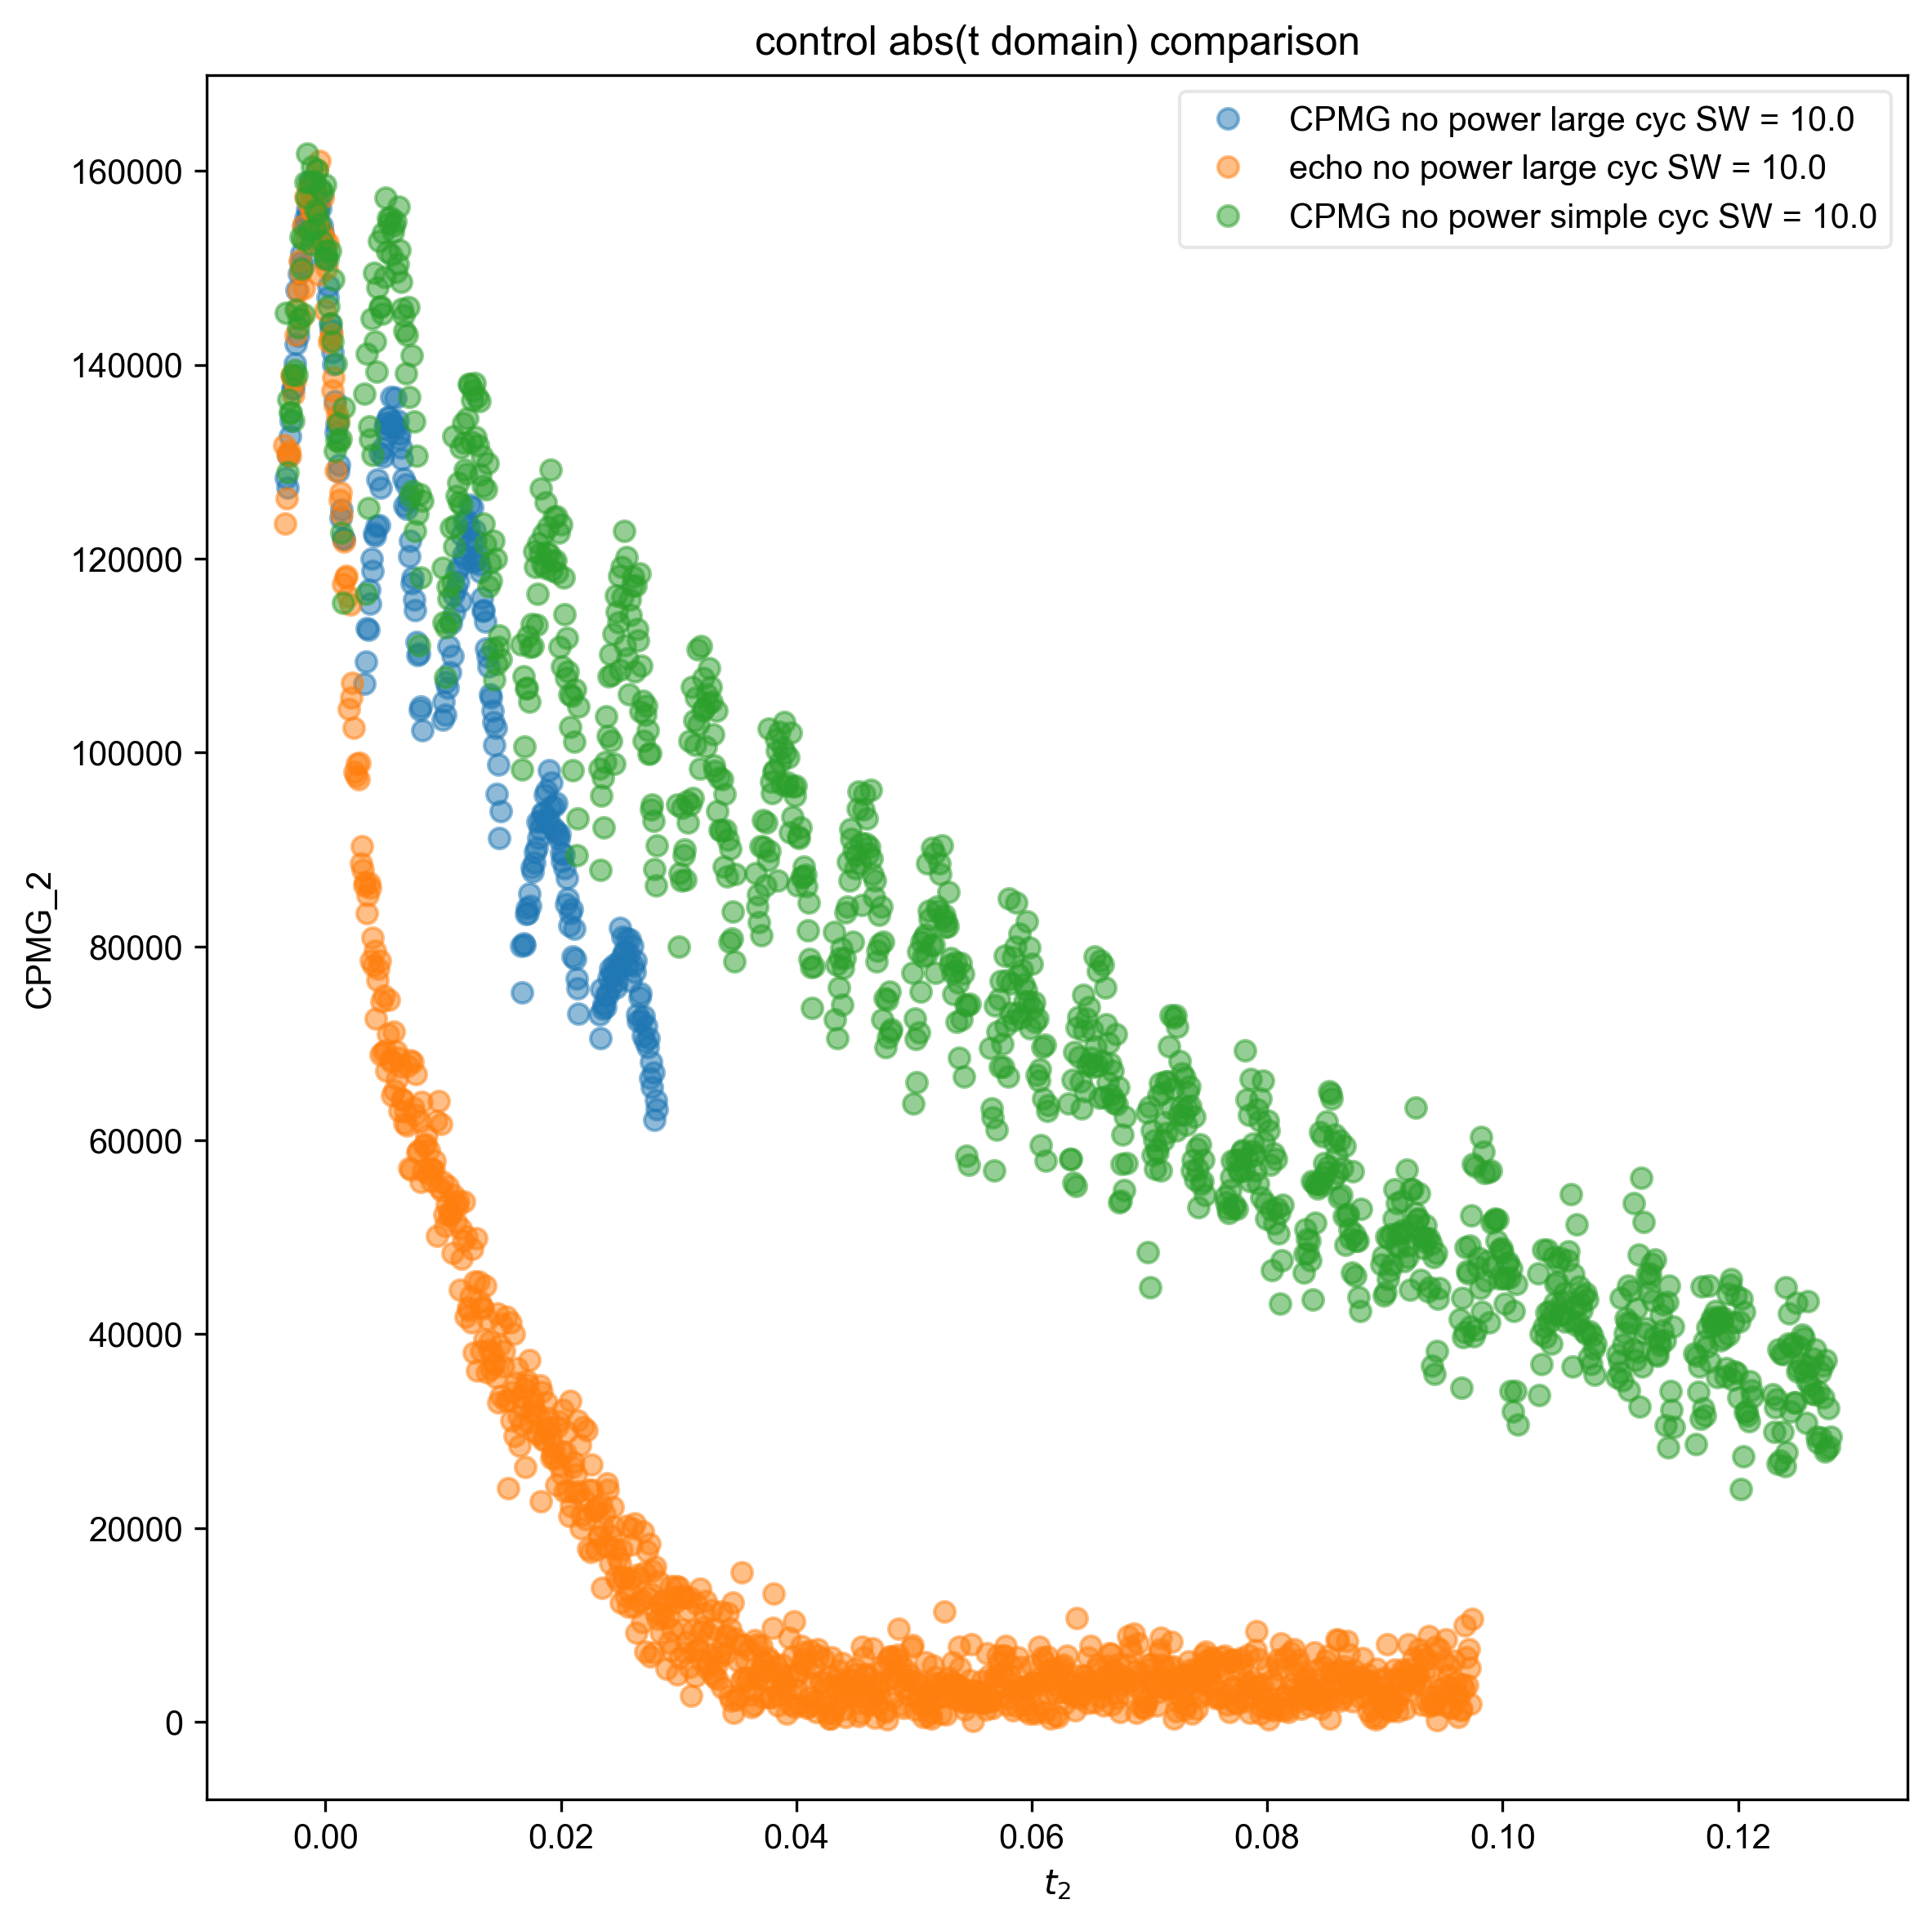 control abs(t domain) comparison
CPMG no power large cyc SW = 10.0
echo no power large cyc SW = 10.0
CPMG no power simple cyc SW = 10.0
CPMG_2
160000
140000
120000
100000
80000
60000
40000
20000
0
0.00 0.02 0.04 0.06 0.08 0.10 0.12
t₂